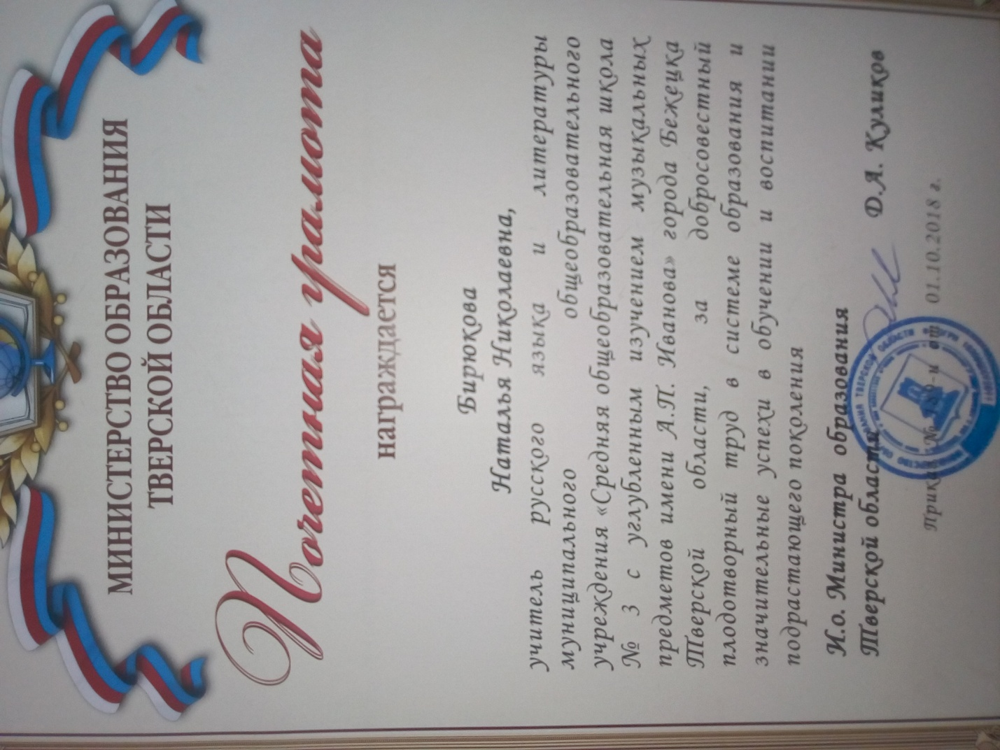 МИНИСТЕРСТВО ОБРАЗОВАНИЯ
ТВЕРСКОЙ ОБЛАСТИ
Почетная грамота
награждается
Бирюкова
Наталья Николаевна,
учитель русского языка и литературы
муниципального общеобразовательного
учреждения «Средняя общеобразовательная школа
№ 3 с углубленным изучением музыкальных
предметов имени А.П. Иванова» города Бежецка
Тверской области, за добросовестный
плодотворный труд в системе образования и
значительные успехи в обучении и воспитании
подрастающего поколения
И.о. Министра образования
Тверской области Д.А. Куликов
Приказ № от 01.10.2018 г.